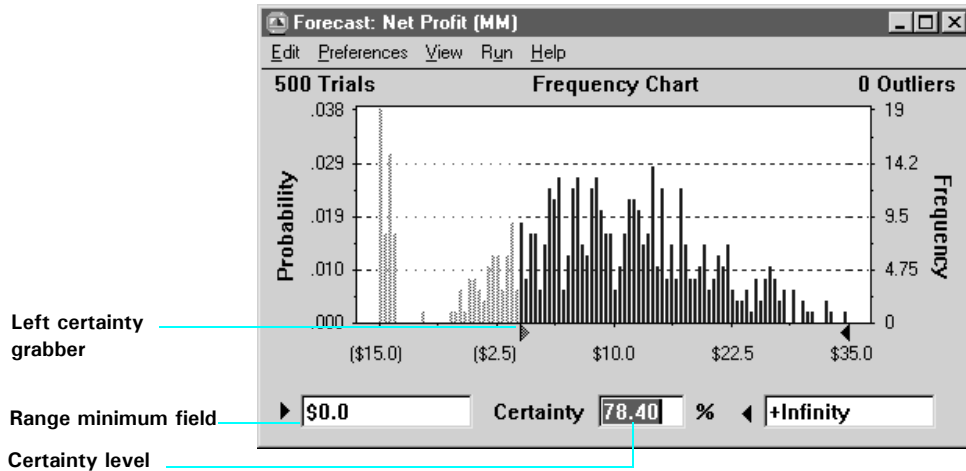 Forecast: Net Profit (MM)
Edit Preferences View Run Help
500 Trials Frequency Chart 0 Outliers
.038 19
.029 14.2
.019 9.5
.010 4.75
.000 0
Probability
Frequency
($15.0) ($2.5) $10.0 $22.5 $35.0
Left certainty
grabber
Range minimum field
$0.0 Certainty 78.40 % +Infinity
Certainty level